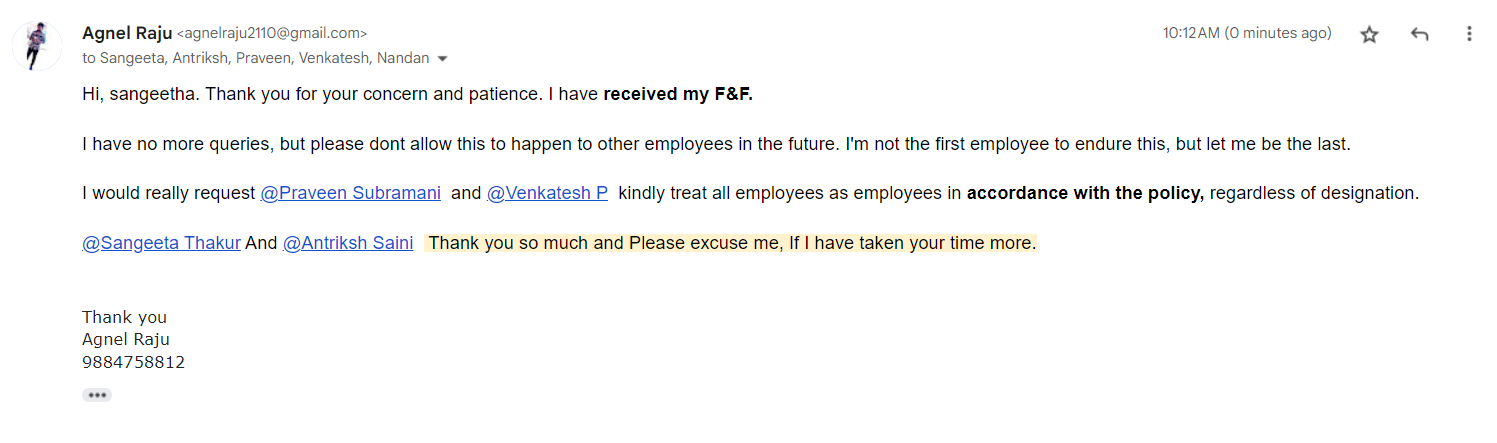 Agnel Raju <agnelraju2110@gmail.com>
10:12 AM (0 minutes ago)
to Sangeeta, Antriksh, Praveen, Venkatesh, Nandan
Hi, sangeetha. Thank you for your concern and patience. I have received my F&F.
I have no more queries, but please dont allow this to happen to other employees in the future. I'm not the first employee to endure this, but let me be the last.
I would really request @Praveen Subramani and @Venkatesh P kindly treat all employees as employees in accordance with the policy, regardless of designation.
@Sangeeta Thakur And @Antriksh Saini Thank you so much and Please excuse me, If I have taken your time more.
Thank you
Agnel Raju
9884758812